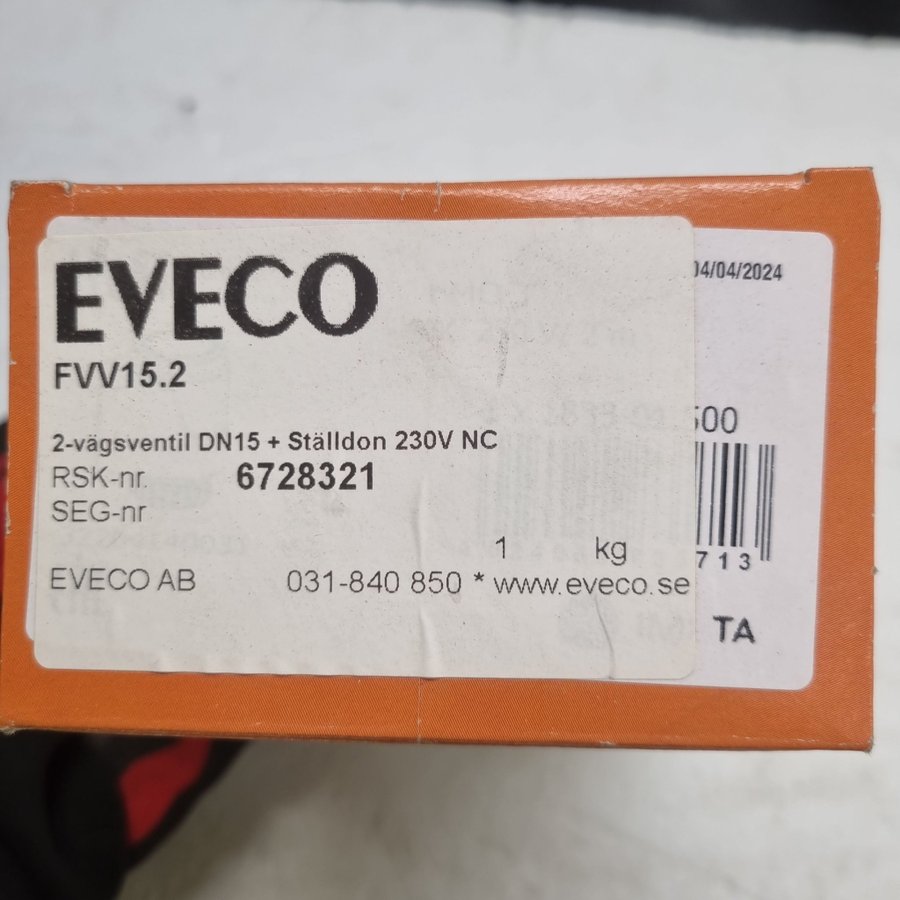 EVECO
FVV15.2
2-vägsventil DN15 + Ställdon 230V NC
RSK-nr. 6728321
SEG-nr
1 kg
EVECO AB 031-840 850 * www.eveco.se
04/04/2024
500
713
TA